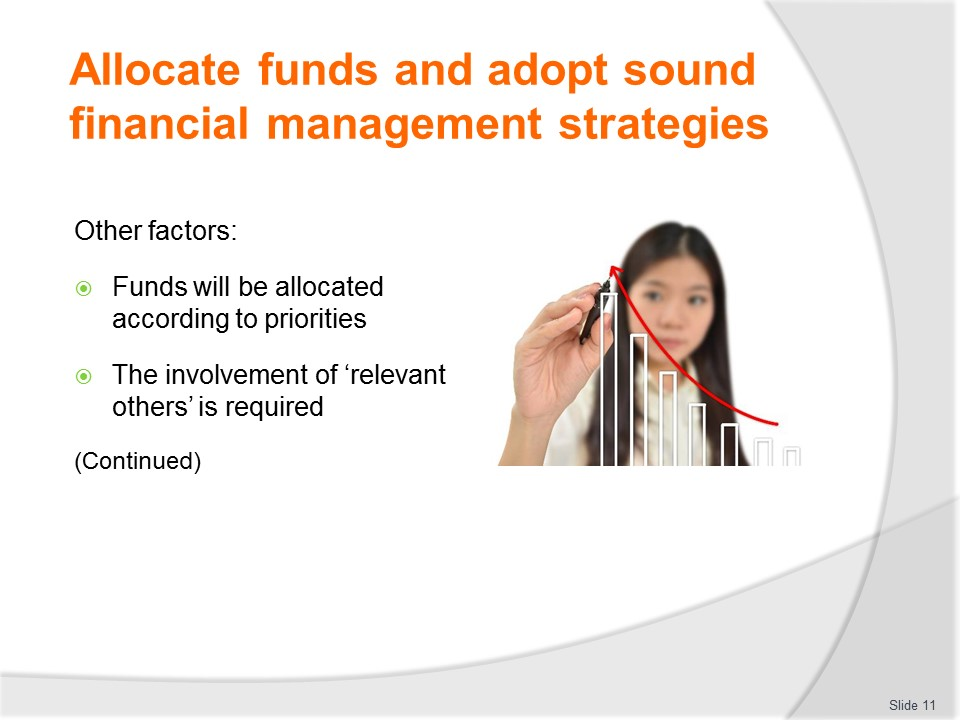 Allocate funds and adopt sound
financial management strategies
Other factors:
Funds will be allocated
according to priorities
The involvement of ‘relevant
others’ is required
(Continued)
Slide 11